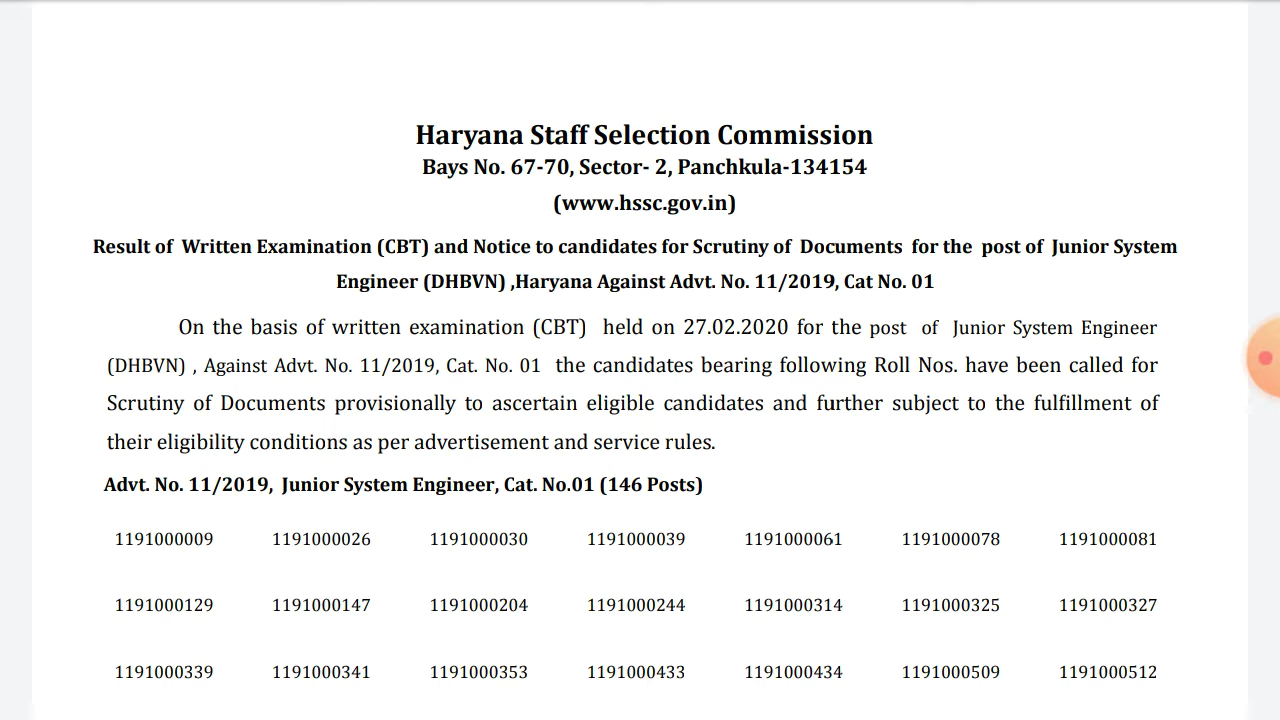 Haryana Staff Selection Commission
Bays No. 67-70, Sector- 2, Panchkula-134154
(www.hssc.gov.in)
Result of Written Examination (CBT) and Notice to candidates for Scrutiny of Documents for the post of Junior System
Engineer (DHBVN) ,Haryana Against Advt. No. 11/2019, Cat No. 01
On the basis of written examination (CBT) held on 27.02.2020 for the post of Junior System Engineer
(DHBVN) , Against Advt. No. 11/2019, Cat. No. 01 the candidates bearing following Roll Nos. have been called for
Scrutiny of Documents provisionally to ascertain eligible candidates and further subject to the fulfillment of
their eligibility conditions as per advertisement and service rules.
Advt. No. 11/2019, Junior System Engineer, Cat. No.01 (146 Posts)
1191000009 1191000026 1191000030 1191000039 1191000061 1191000078 1191000081
1191000129 1191000147 1191000204 1191000244 1191000314 1191000325 1191000327
1191000339 1191000341 1191000353 1191000433 1191000434 1191000509 1191000512